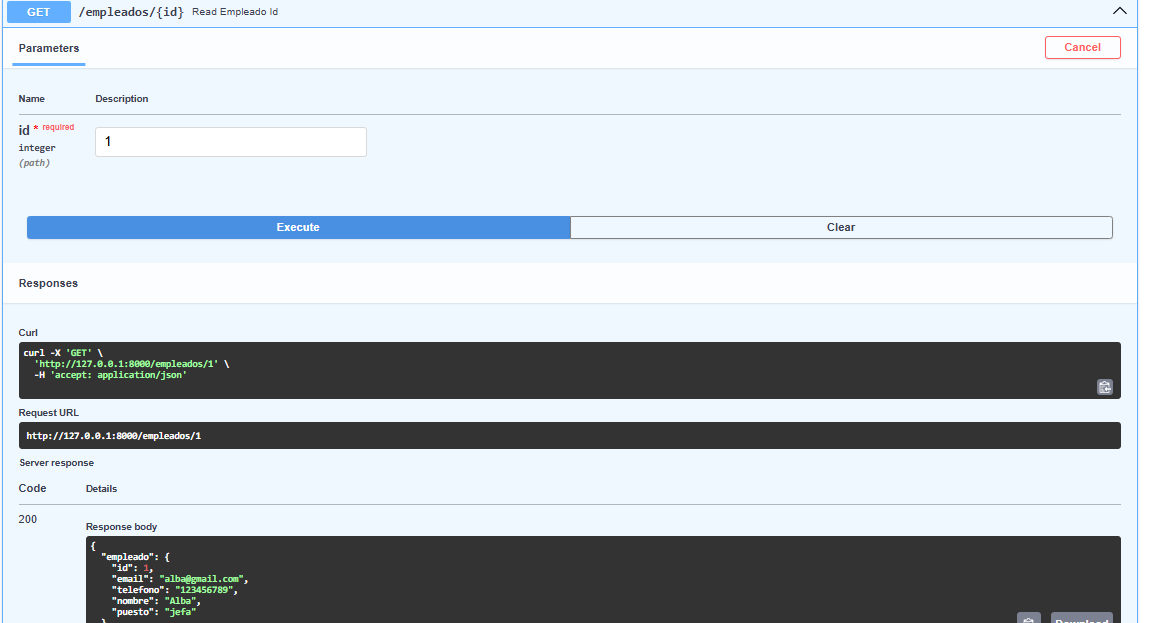 GET /empleados/{id} Read Empleado Id
Parameters Cancel
Name Description
id * required 1
integer
(path)
Execute Clear
Responses
Curl
curl -X 'GET' \
'http://127.0.0.1:8000/empleados/1' \
-H 'accept: application/json'
Request URL
http://127.0.0.1:8000/empleados/1
Server response
Code Details
200
Response body
{
"empleado": {
"id": 1,
"email": "alba@gmail.com",
"telefono": "123456789",
"nombre": "Alba",
"puesto": "jefa"
}
Download